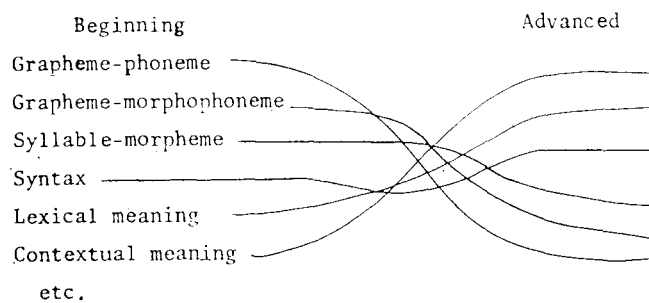 Beginning Advanced
Grapheme-phoneme
Grapheme-morphophoneme
Syllable-morpheme
Syntax
Lexical meaning
Contextual meaning
etc.